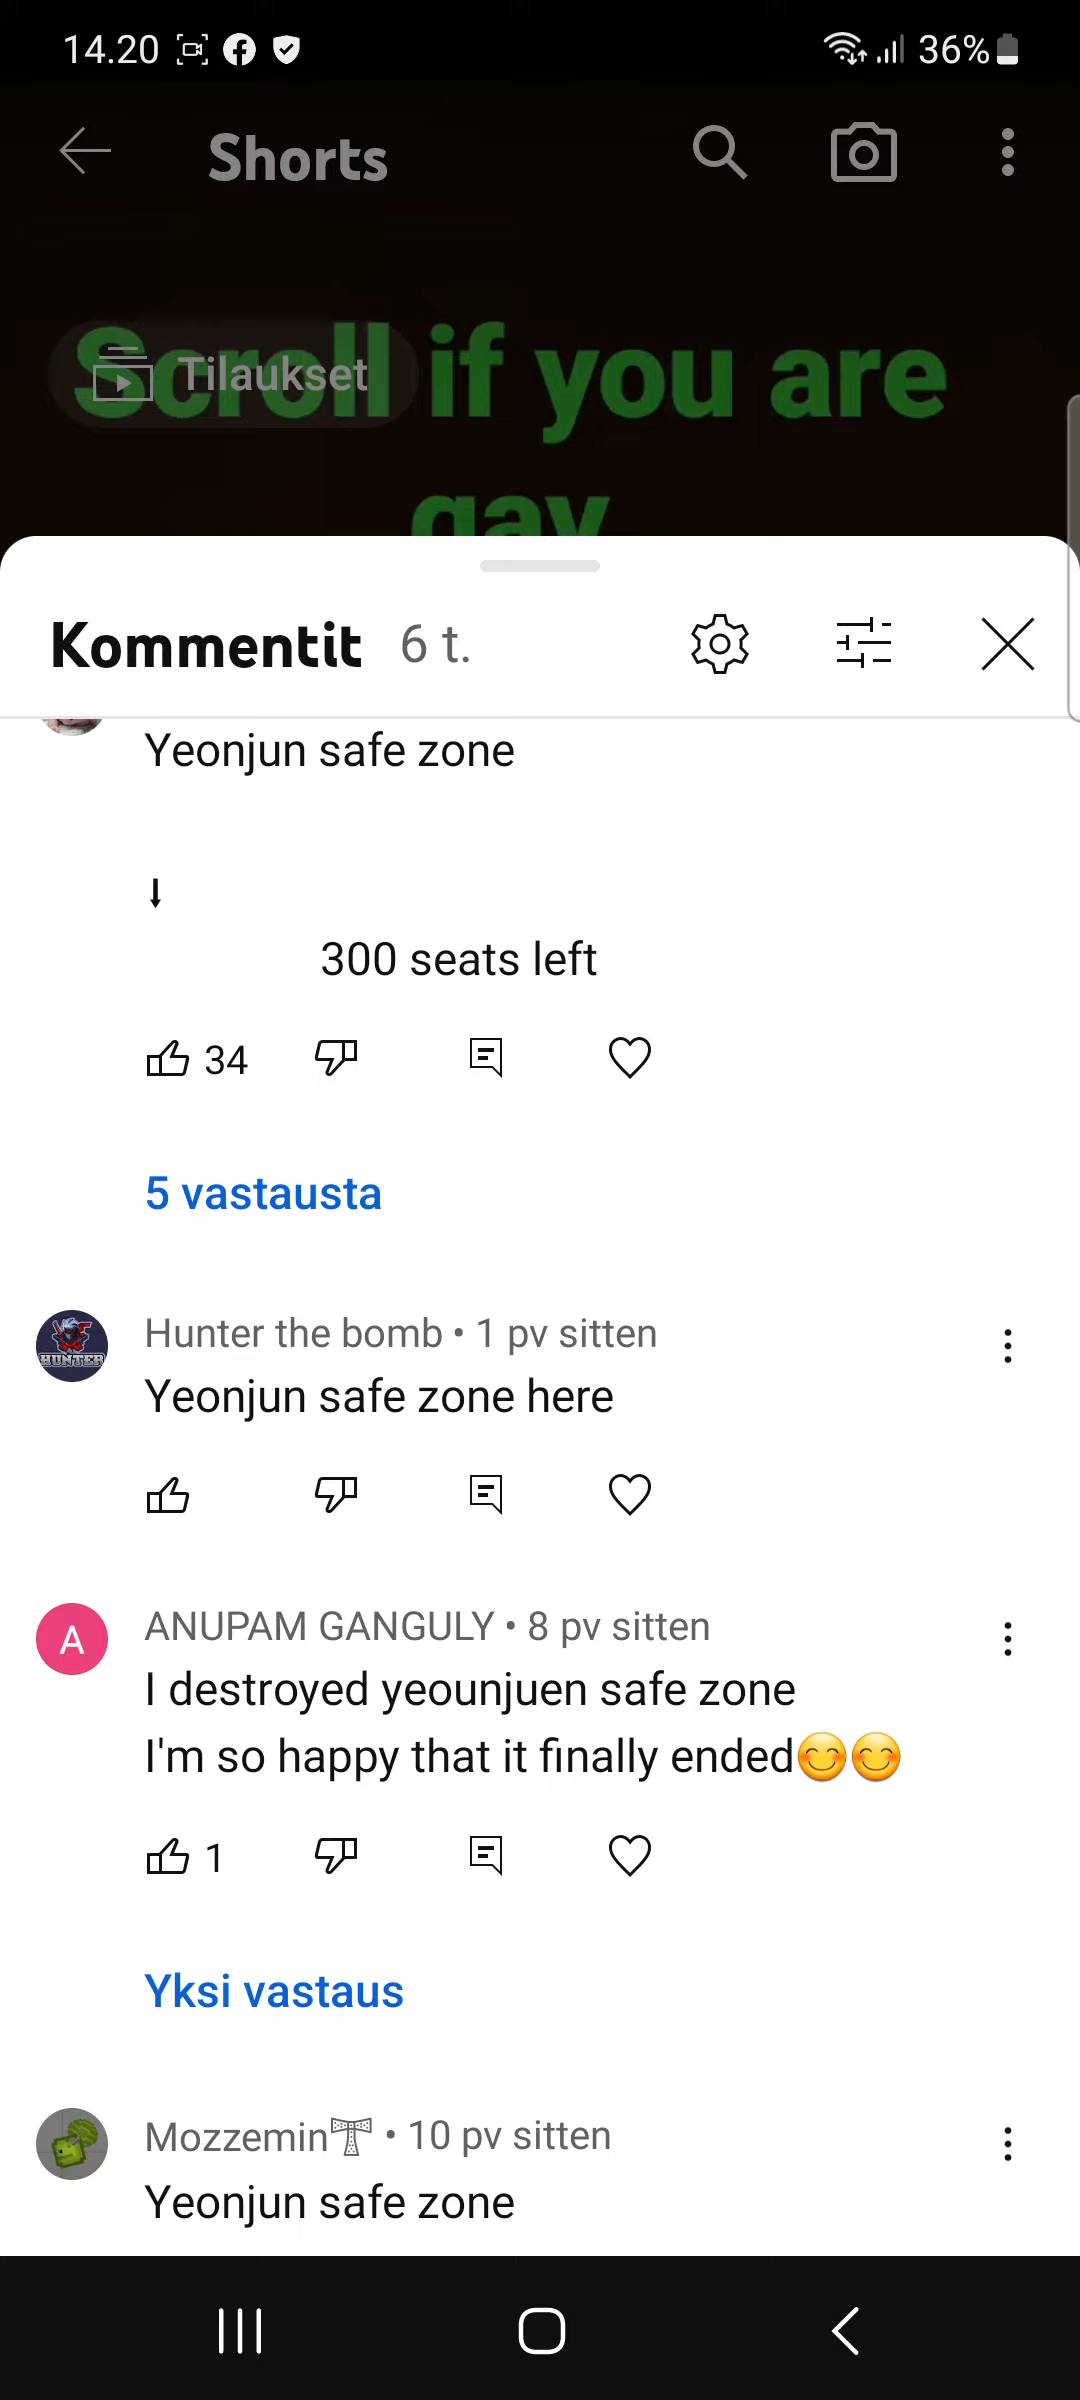 14.20
36%
Shorts
Tilaukset
Scroll if you are
gay
Kommentit 6 t.
Yeonjun safe zone
↓
300 seats left
34
5 vastausta
Hunter the bomb • 1 pv sitten
HUNTER
Yeonjun safe zone here
A
ANUPAM GANGULY • 8 pv sitten
I destroyed yeounjuen safe zone
I'm so happy that it finally ended😊😊
1
Yksi vastaus
Mozzemin • 10 pv sitten
Yeonjun safe zone